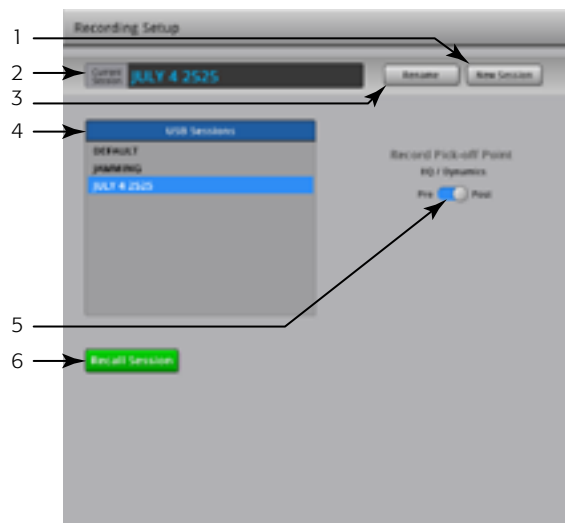 Recording Setup
1
2
Current Session
JULY 4 2525
Rename
New Session
3
4
USB Sessions
DEFAULT
JAMMING
JULY 4 2525
Record Pick-off Point
EQ / Dynamics
Pre
Post
5
6
Recall Session